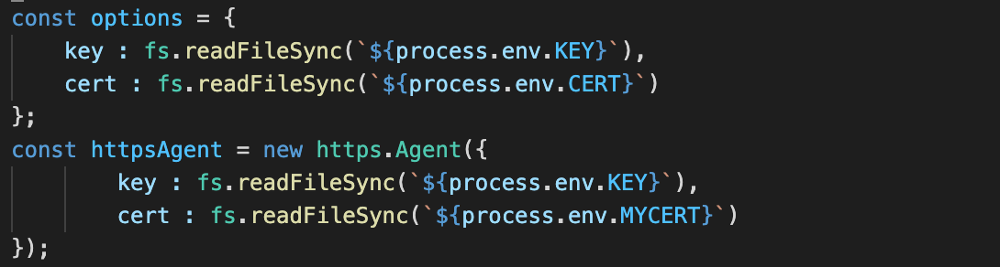 const options = {
    key : fs.readFileSync(`${process.env.KEY}`),
    cert : fs.readFileSync(`${process.env.CERT}`)
};
const httpsAgent = new https.Agent({
        key : fs.readFileSync(`${process.env.KEY}`),
        cert : fs.readFileSync(`${process.env.MYCERT}`)
});